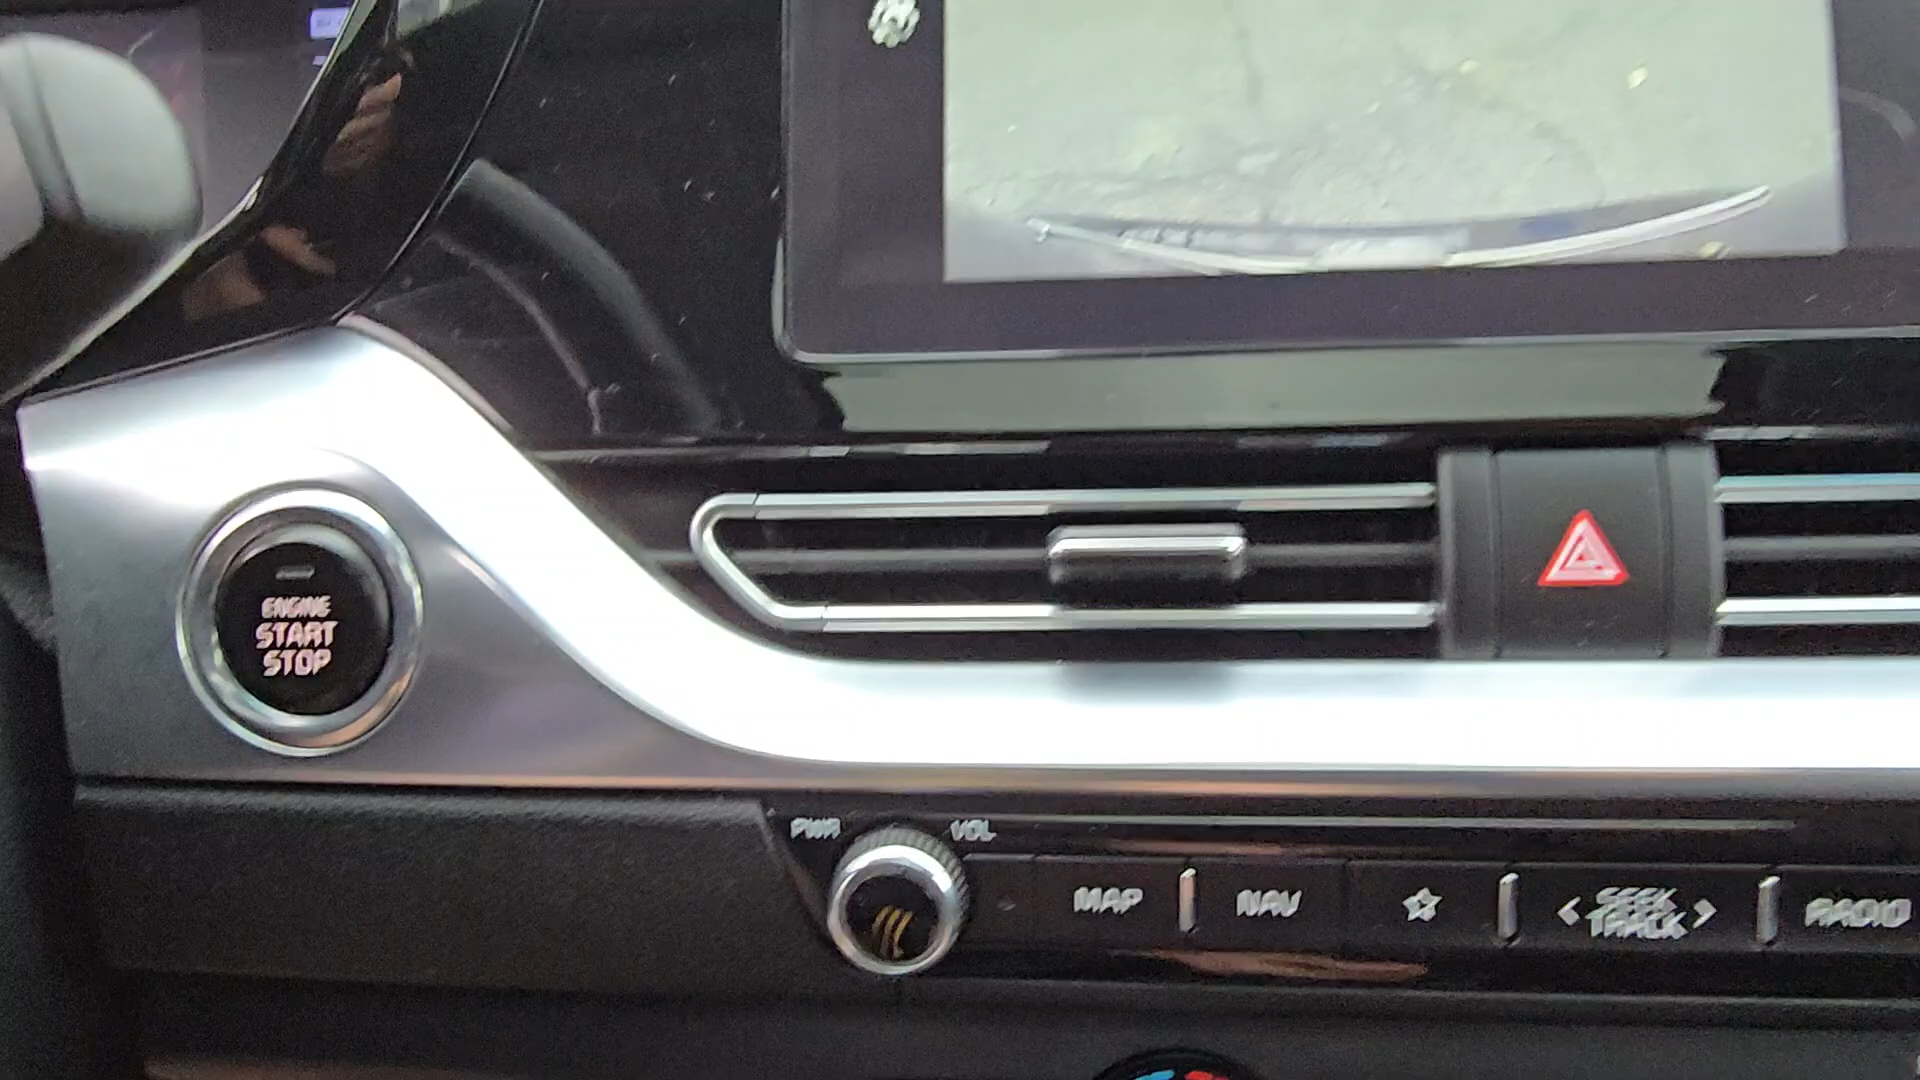 ENGINE
START
STOP
PWR
VOL
MAP
NAV
SEEK
TRACK
RADIO